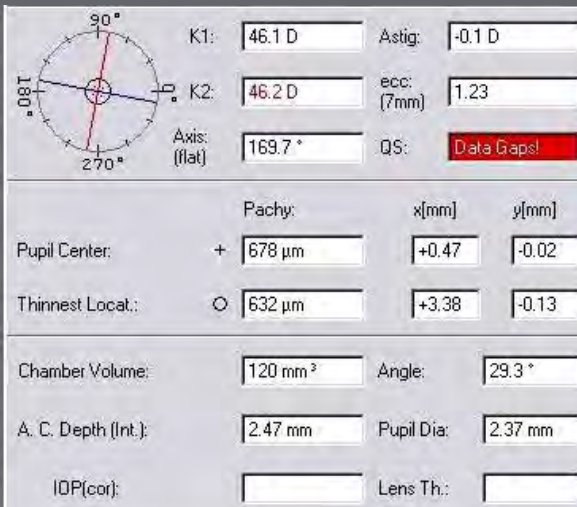 90°
K1: 46.1 D Astig: -0.1 D
180° 0° K2: 46.2 D ecc: (7mm) 1.23
270°
Axis: (flat) 169.7 ° QS: Data Gaps!
Pachy: x[mm] y[mm]
Pupil Center: + 678 µm +0.47 -0.02
Thinnest Locat.: O 632 µm +3.38 -0.13
Chamber Volume: 120 mm³ Angle: 29.3 °
A. C. Depth (Int.): 2.47 mm Pupil Dia: 2.37 mm
IOP(cor): Lens Th.: